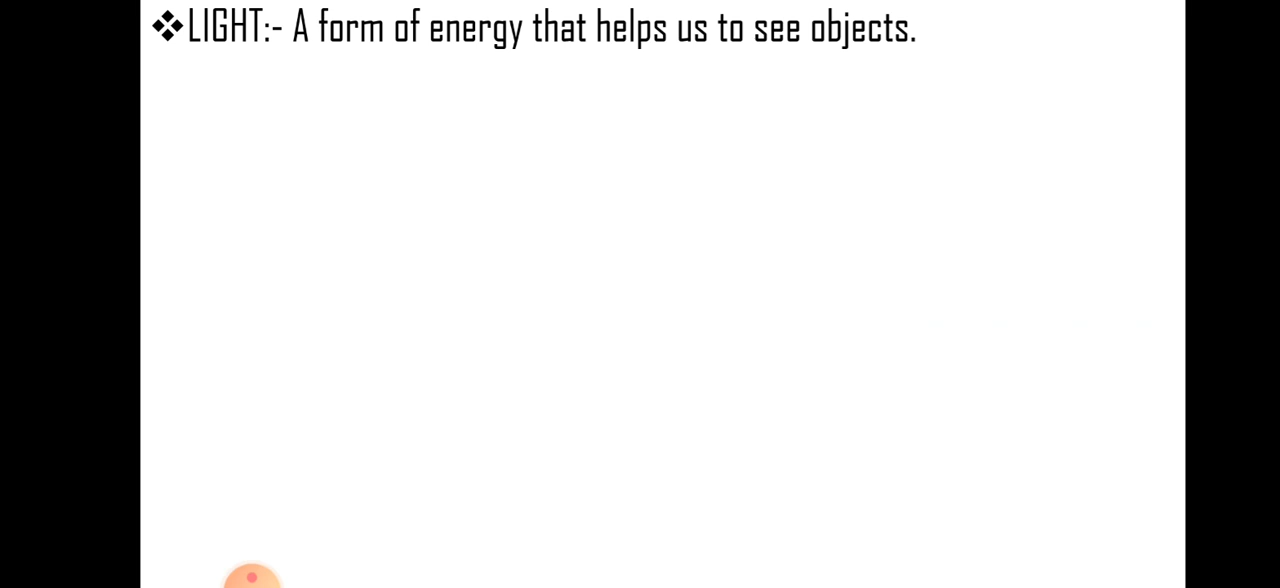 ❖LIGHT:- A form of energy that helps us to see objects.